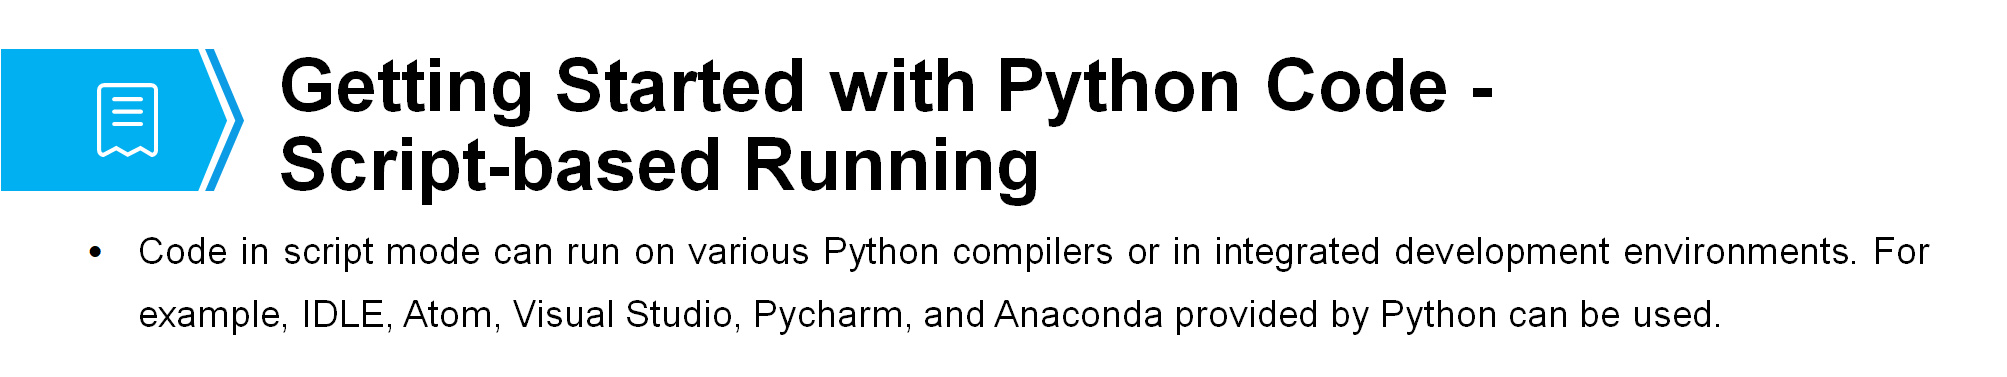 Getting Started with Python Code -
Script-based Running
• Code in script mode can run on various Python compilers or in integrated development environments. For
example, IDLE, Atom, Visual Studio, Pycharm, and Anaconda provided by Python can be used.